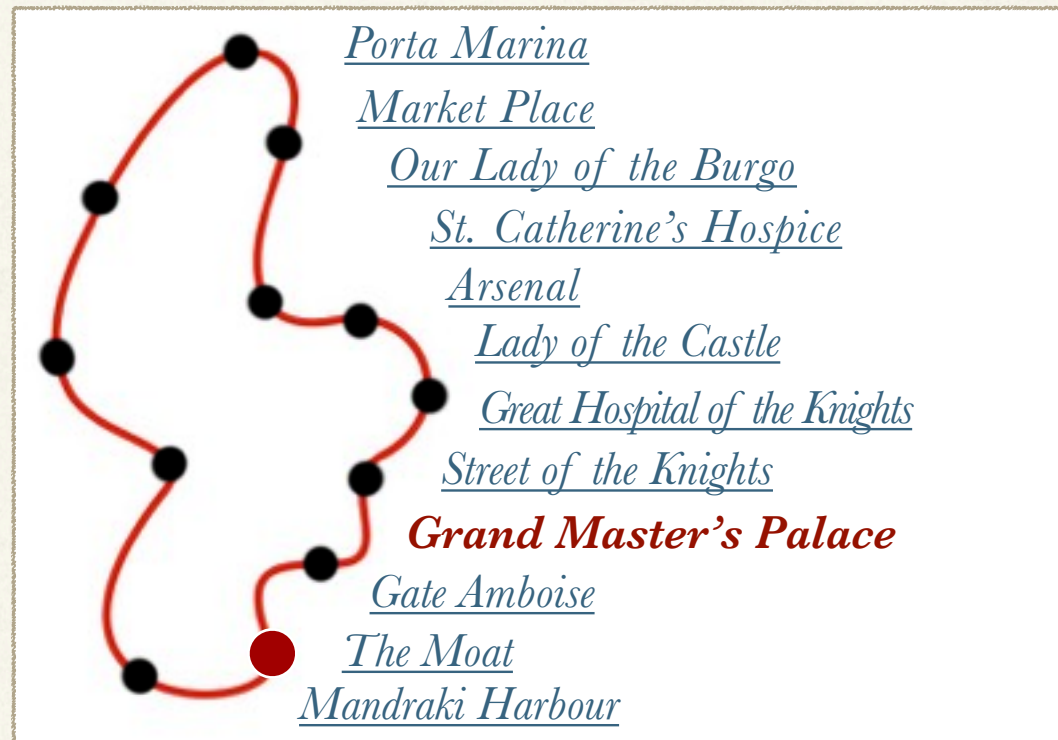 Porta Marina
Market Place
Our Lady of the Burgo
St. Catherine’s Hospice
Arsenal
Lady of the Castle
Great Hospital of the Knights
Street of the Knights
Grand Master’s Palace
Gate Amboise
The Moat
Mandraki Harbour